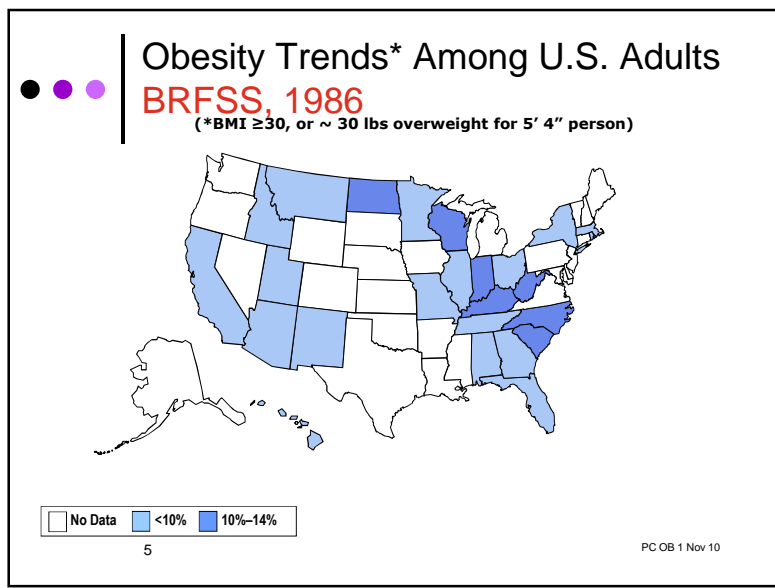 Obesity Trends* Among U.S. Adults
BRFSS, 1986
(*BMI ≥30, or ~ 30 lbs overweight for 5’ 4” person)
No Data <10% 10%–14%
5
PC OB 1 Nov 10